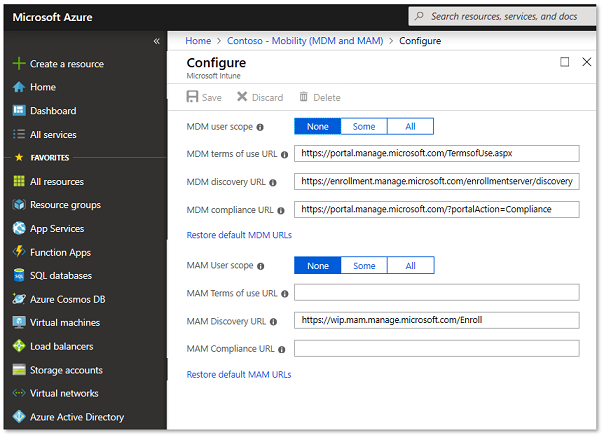 Microsoft Azure
Search resources, services, and docs
«
Home > Contoso - Mobility (MDM and MAM) > Configure
Create a resource
Home
Dashboard
All services
FAVORITES
All resources
Resource groups
App Services
Function Apps
SQL databases
Azure Cosmos DB
Virtual machines
Load balancers
Storage accounts
Virtual networks
Azure Active Directory
Configure
Microsoft Intune
Save Discard Delete
MDM user scope None Some All
MDM terms of use URL https://portal.manage.microsoft.com/TermsofUse.aspx
MDM discovery URL https://enrollment.manage.microsoft.com/enrollmentserver/discovery
MDM compliance URL https://portal.manage.microsoft.com/?portalAction=Compliance
Restore default MDM URLs
MAM User scope None Some All
MAM Terms of use URL
MAM Discovery URL https://wip.mam.manage.microsoft.com/Enroll
MAM Compliance URL
Restore default MAM URLs